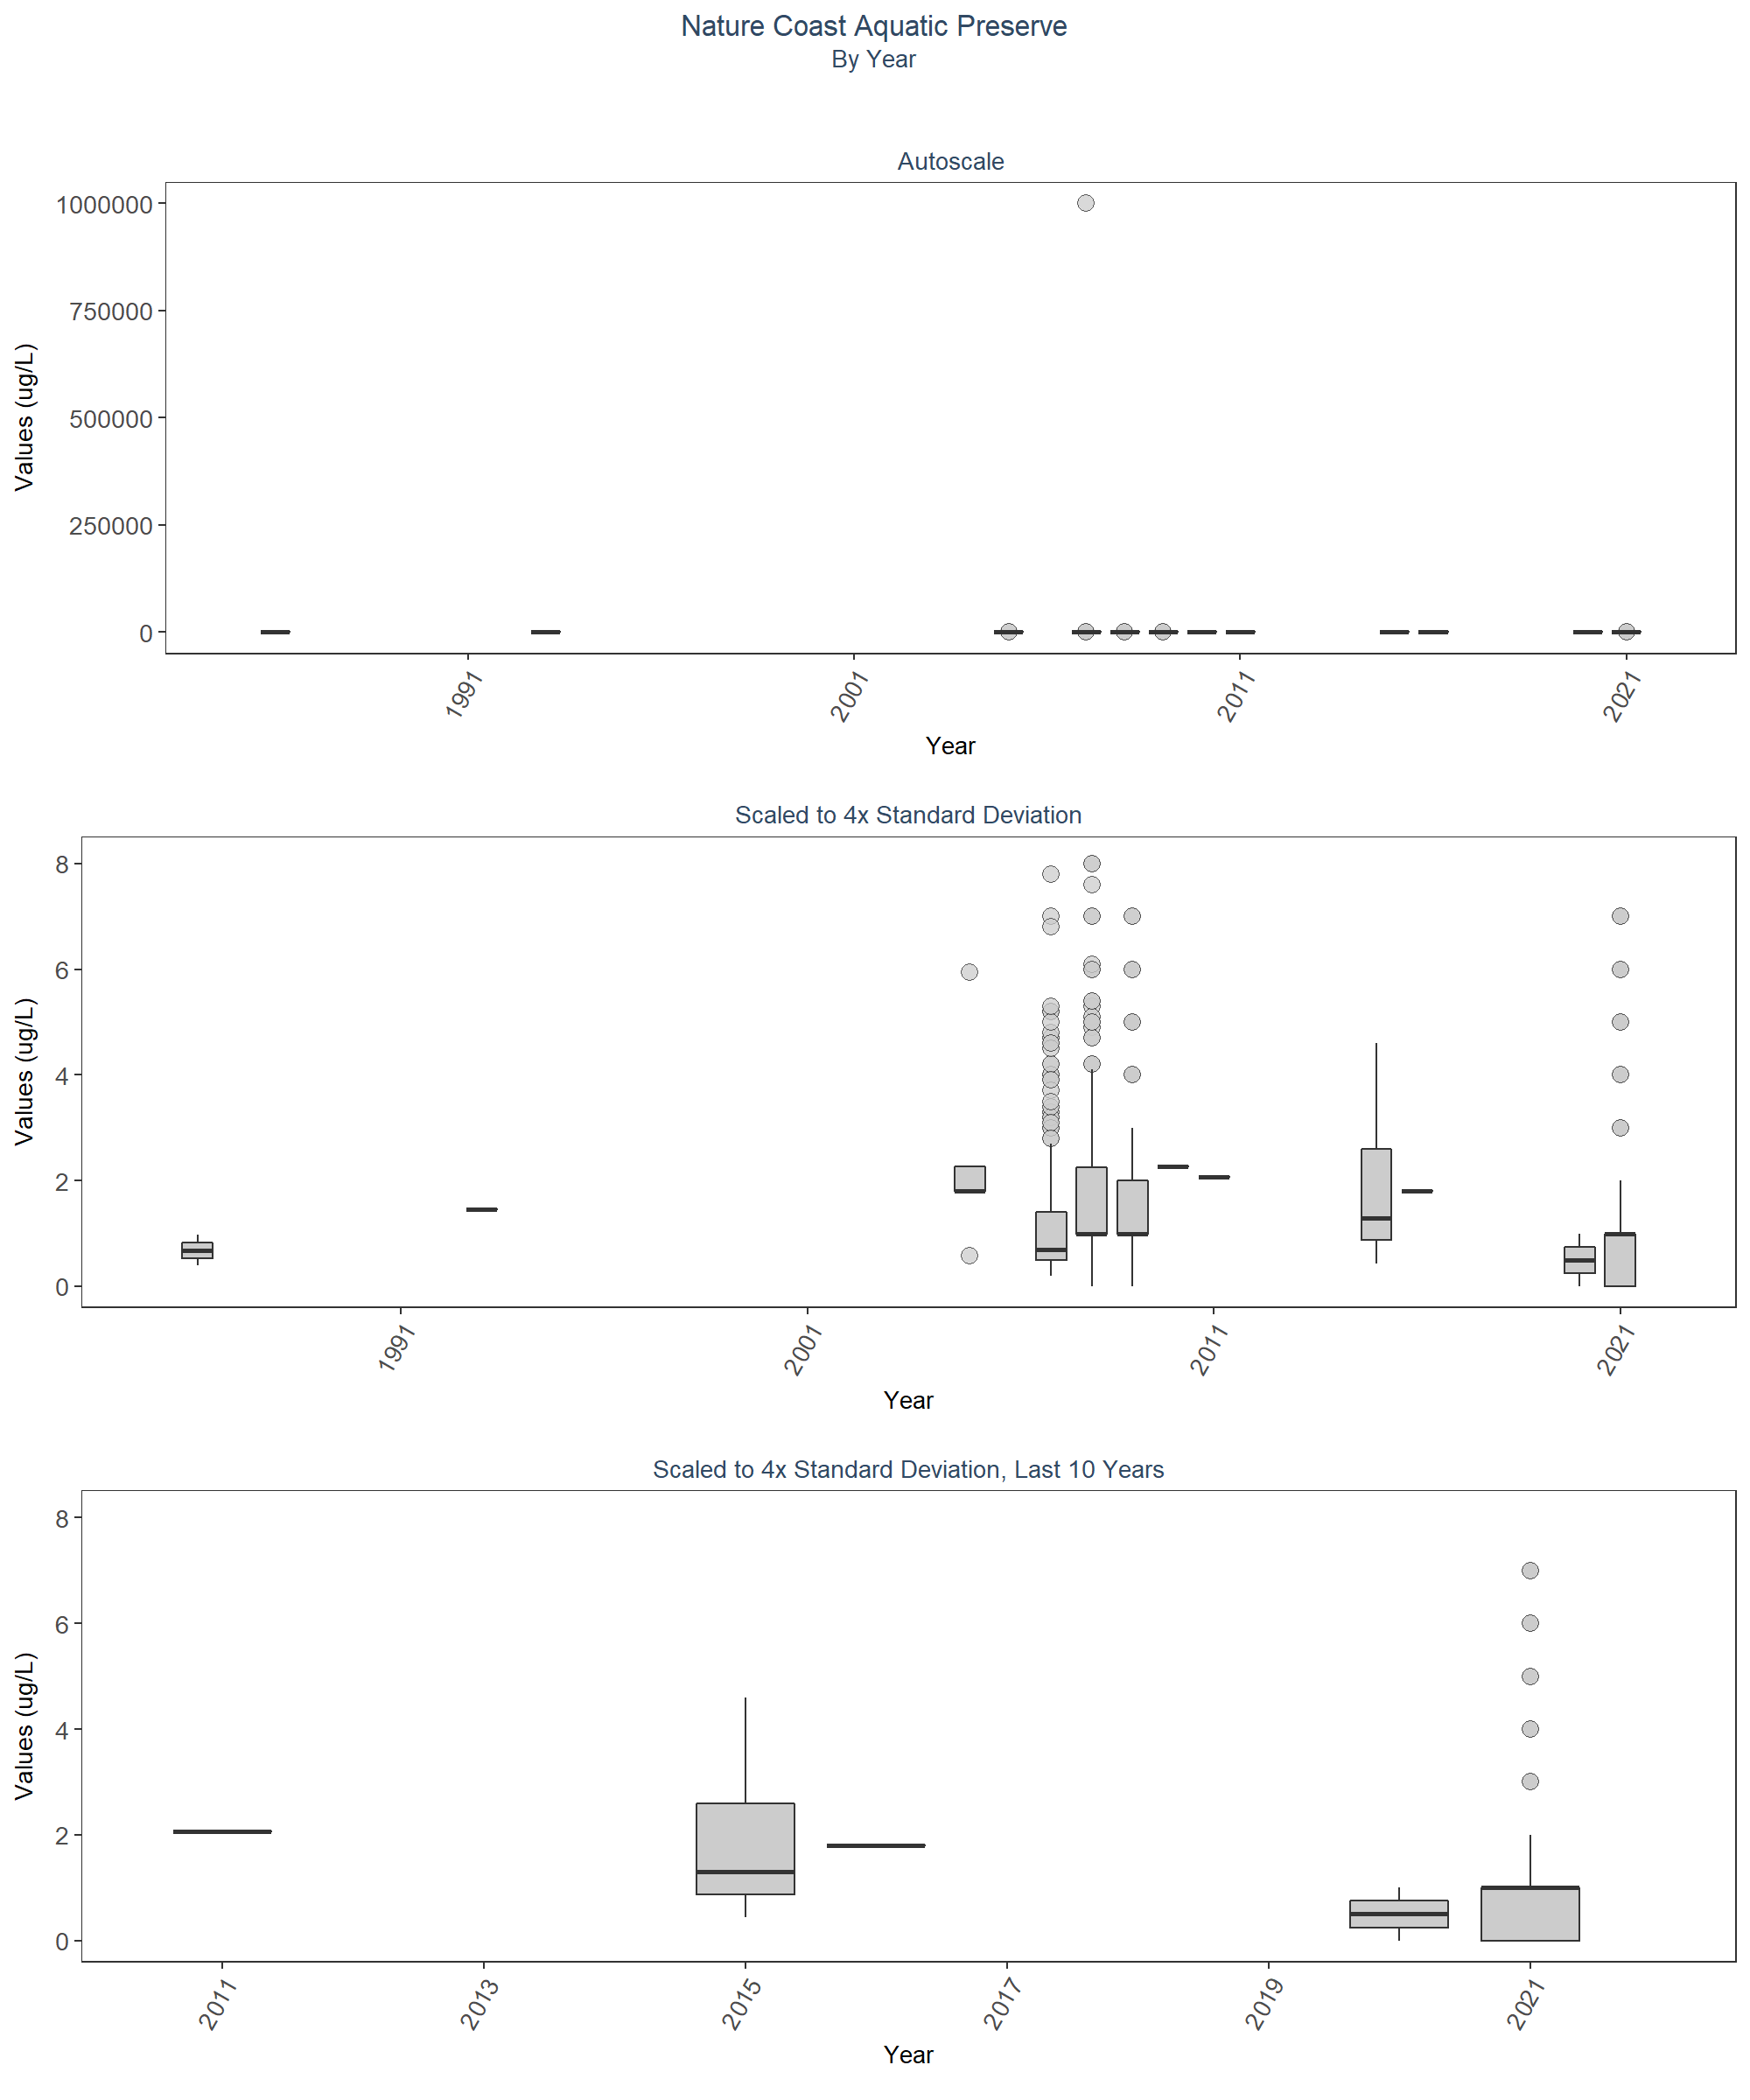 Nature Coast Aquatic Preserve
By Year
Autoscale
Values (ug/L)
1000000
750000
500000
250000
0
1991
2001
2011
2021
Year
Scaled to 4x Standard Deviation
Values (ug/L)
8
6
4
2
0
1991
2001
2011
2021
Year
Scaled to 4x Standard Deviation, Last 10 Years
Values (ug/L)
8
6
4
2
0
2011
2013
2015
2017
2019
2021
Year